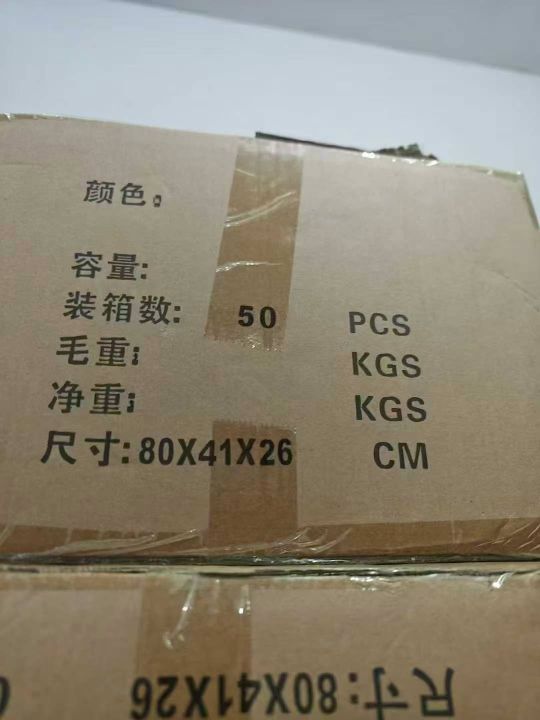 颜色:
容量:
装箱数: 50 PCS
毛重: KGS
净重: KGS
尺寸:80X41X26 CM
尺寸:80X41X26